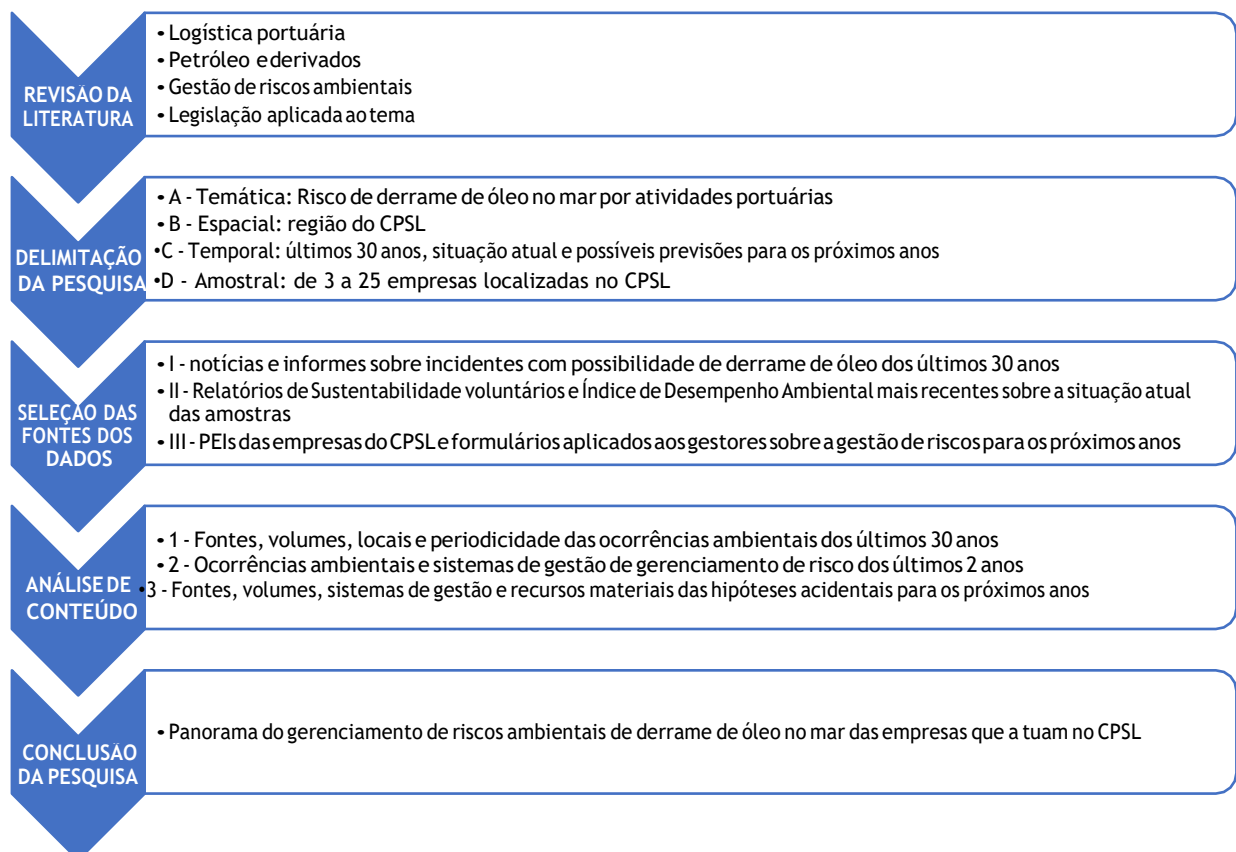 REVISÃO DA
LITERATURA
• Logística portuária
• Petróleo e derivados
• Gestão de riscos ambientais
• Legislação aplicada ao tema
DELIMITAÇÃO
DA PESQUISA
• A - Temática: Risco de derrame de óleo no mar por atividades portuárias
• B - Espacial: região do CPSL
•C - Temporal: últimos 30 anos, situação atual e possíveis previsões para os próximos anos
•D - Amostral: de 3 a 25 empresas localizadas no CPSL
SELEÇÃO DAS
FONTES DOS
DADOS
• I - notícias e informes sobre incidentes com possibilidade de derrame de óleo dos últimos 30 anos
• II - Relatórios de Sustentabilidade voluntários e Índice de Desempenho Ambiental mais recentes sobre a situação atual
das amostras
• III - PEIs das empresas do CPSL e formulários aplicados aos gestores sobre a gestão de riscos para os próximos anos
ANÁLISE DE
CONTEÚDO
• 1 - Fontes, volumes, locais e periodicidade das ocorrências ambientais dos últimos 30 anos
• 2 - Ocorrências ambientais e sistemas de gestão de gerenciamento de risco dos últimos 2 anos
•3 - Fontes, volumes, sistemas de gestão e recursos materiais das hipóteses acidentais para os próximos anos
CONCLUSÃO
DA PESQUISA
• Panorama do gerenciamento de riscos ambientais de derrame de óleo no mar das empresas que a tuam no CPSL